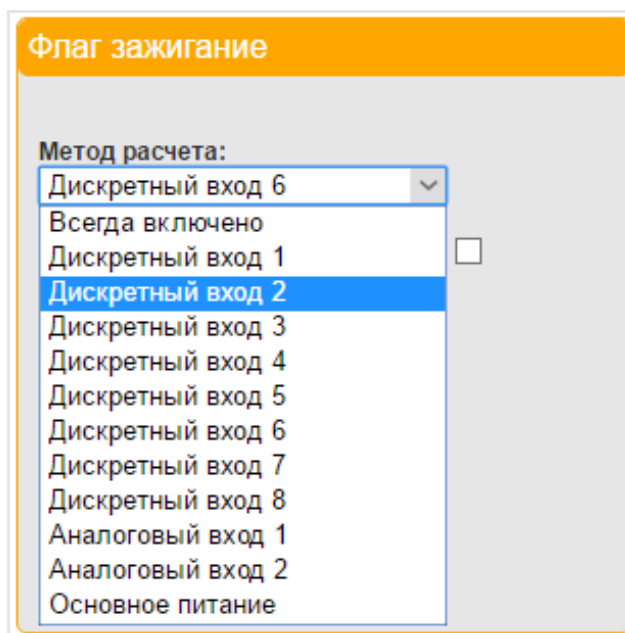 Флаг зажигание
Метод расчета:
Дискретный вход 6
Всегда включено
Дискретный вход 1
Дискретный вход 2
Дискретный вход 3
Дискретный вход 4
Дискретный вход 5
Дискретный вход 6
Дискретный вход 7
Дискретный вход 8
Аналоговый вход 1
Аналоговый вход 2
Основное питание